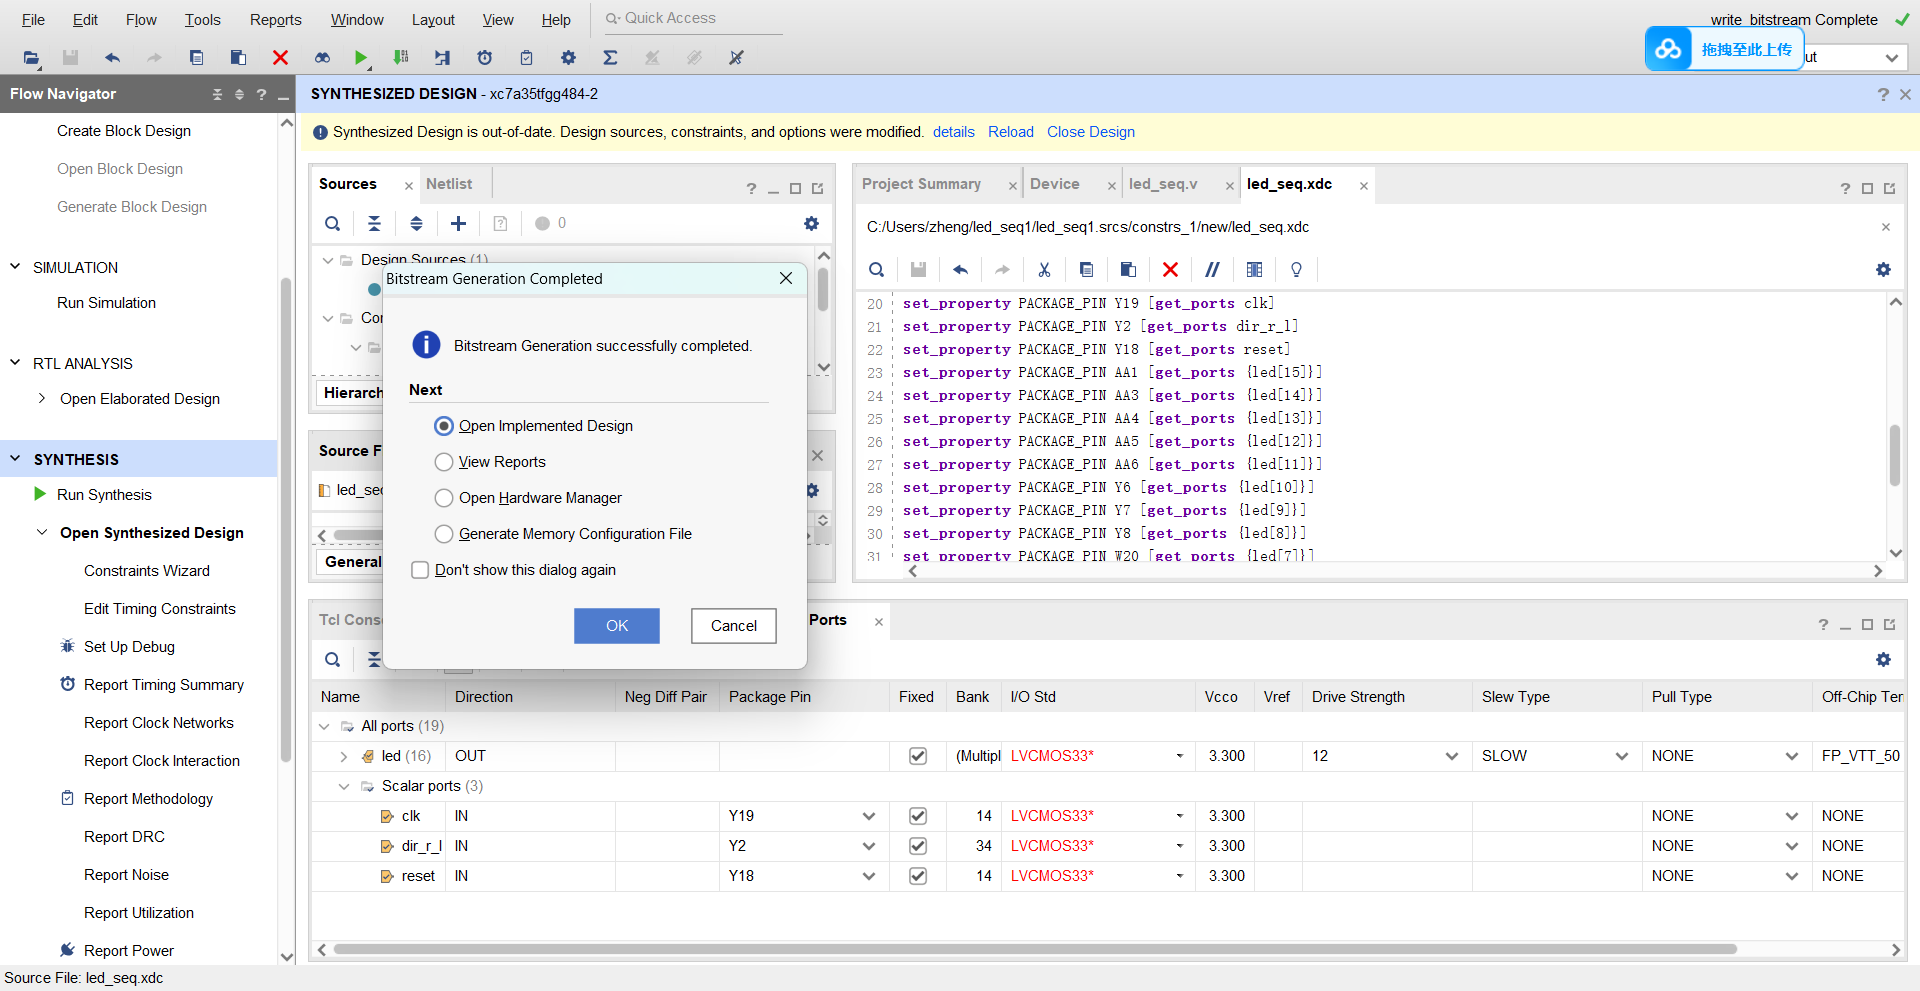 File Edit Flow Tools Reports Window Layout View Help Quick Access write_bitstream Complete
拖拽至此上传
ut
Flow Navigator ? _
SYNTHESIZED DESIGN - xc7a35tfgg484-2 ?
Synthesized Design is out-of-date. Design sources, constraints, and options were modified. details Reload Close Design
Create Block Design
Open Block Design
Generate Block Design
SIMULATION
Run Simulation
RTL ANALYSIS
Open Elaborated Design
SYNTHESIS
Run Synthesis
Open Synthesized Design
Constraints Wizard
Edit Timing Constraints
Set Up Debug
Report Timing Summary
Report Clock Networks
Report Clock Interaction
Report Methodology
Report DRC
Report Noise
Report Utilization
Report Power
Sources × Netlist ? _
0
Design Sources (1)
Con
Hierarch
Source F
led_sec
General
Bitstream Generation Completed
Bitstream Generation successfully completed.
Next
Open Implemented Design
View Reports
Open Hardware Manager
Generate Memory Configuration File
Don't show this dialog again
OK Cancel
Project Summary × Device × led_seq.v × led_seq.xdc × ?
C:/Users/zheng/led_seq1/led_seq1.srcs/constrs_1/new/led_seq.xdc ×
20 set_property PACKAGE_PIN Y19 [get_ports clk]
21 set_property PACKAGE_PIN Y2 [get_ports dir_r_l]
22 set_property PACKAGE_PIN Y18 [get_ports reset]
23 set_property PACKAGE_PIN AA1 [get_ports {led[15]}]
24 set_property PACKAGE_PIN AA3 [get_ports {led[14]}]
25 set_property PACKAGE_PIN AA4 [get_ports {led[13]}]
26 set_property PACKAGE_PIN AA5 [get_ports {led[12]}]
27 set_property PACKAGE_PIN AA6 [get_ports {led[11]}]
28 set_property PACKAGE_PIN Y6 [get_ports {led[10]}]
29 set_property PACKAGE_PIN Y7 [get_ports {led[9]}]
30 set_property PACKAGE_PIN Y8 [get_ports {led[8]}]
31 set_property PACKAGE_PIN W20 [get_ports {led[7]}]
Tcl Conso Ports × ? _
Name Direction Neg Diff Pair Package Pin Fixed Bank I/O Std Vcco Vref Drive Strength Slew Type Pull Type Off-Chip Ter
All ports (19)
led (16) OUT (Multipl LVCMOS33* 3.300 12 SLOW NONE FP_VTT_50
Scalar ports (3)
clk IN Y19 14 LVCMOS33* 3.300 NONE NONE
dir_r_l IN Y2 34 LVCMOS33* 3.300 NONE NONE
reset IN Y18 14 LVCMOS33* 3.300 NONE NONE
Source File: led_seq.xdc